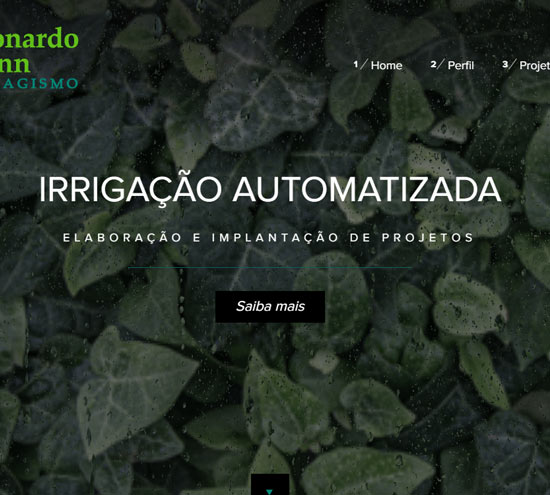 onardo
nn
AGISMO
1 / Home
2 / Perfil
3 / Projet
IRRIGAÇÃO AUTOMATIZADA
ELABORAÇÃO E IMPLANTAÇÃO DE PROJETOS
Saiba mais